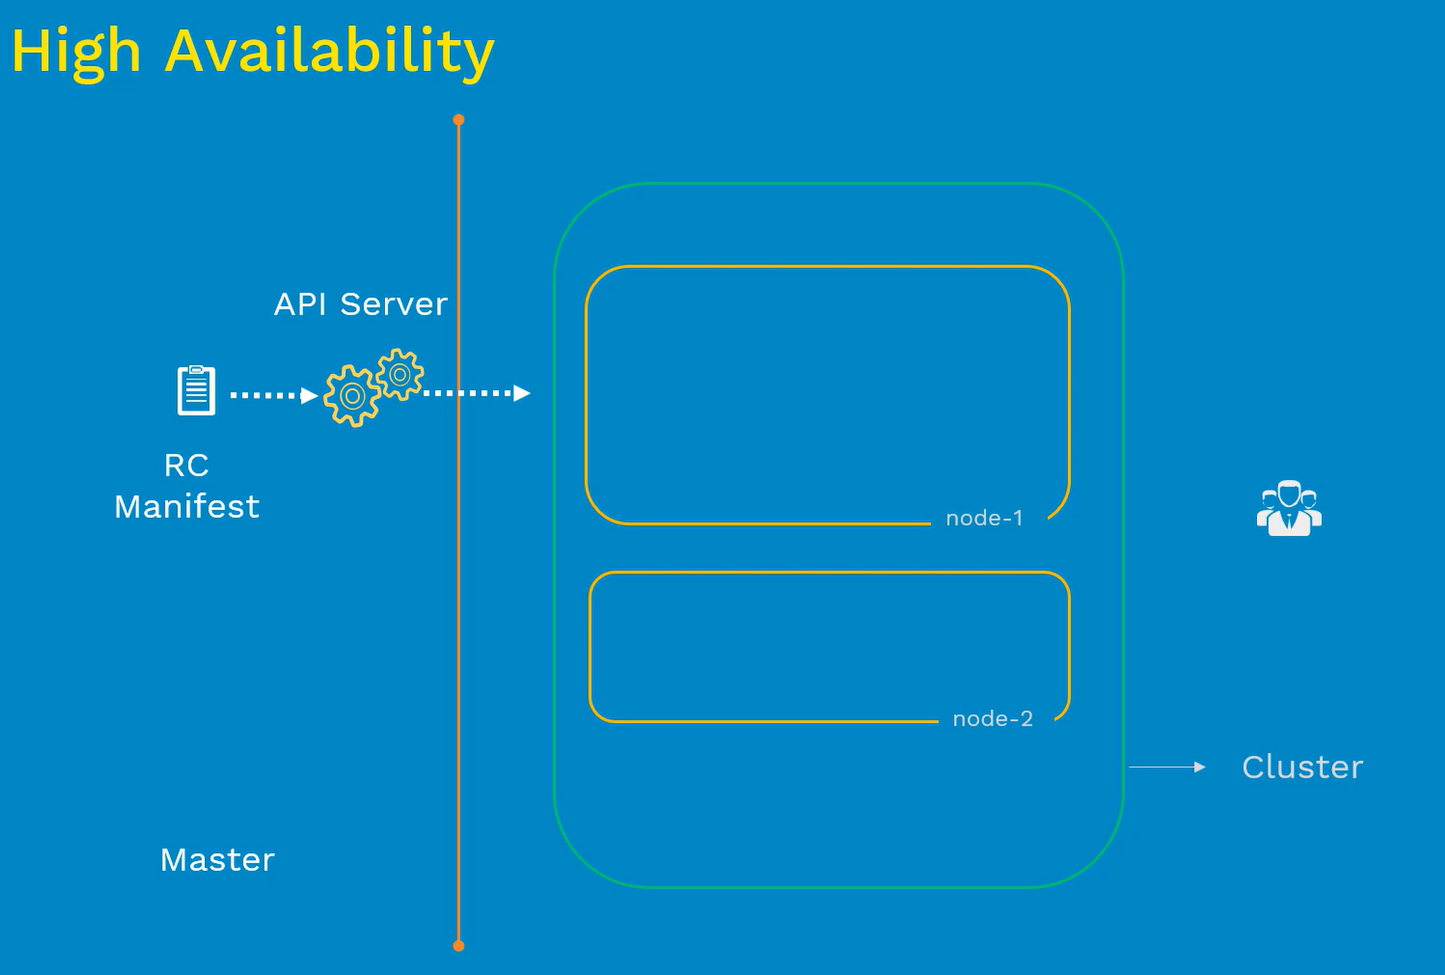 High Availability
API Server
RC
Manifest
node-1
node-2
Cluster
Master